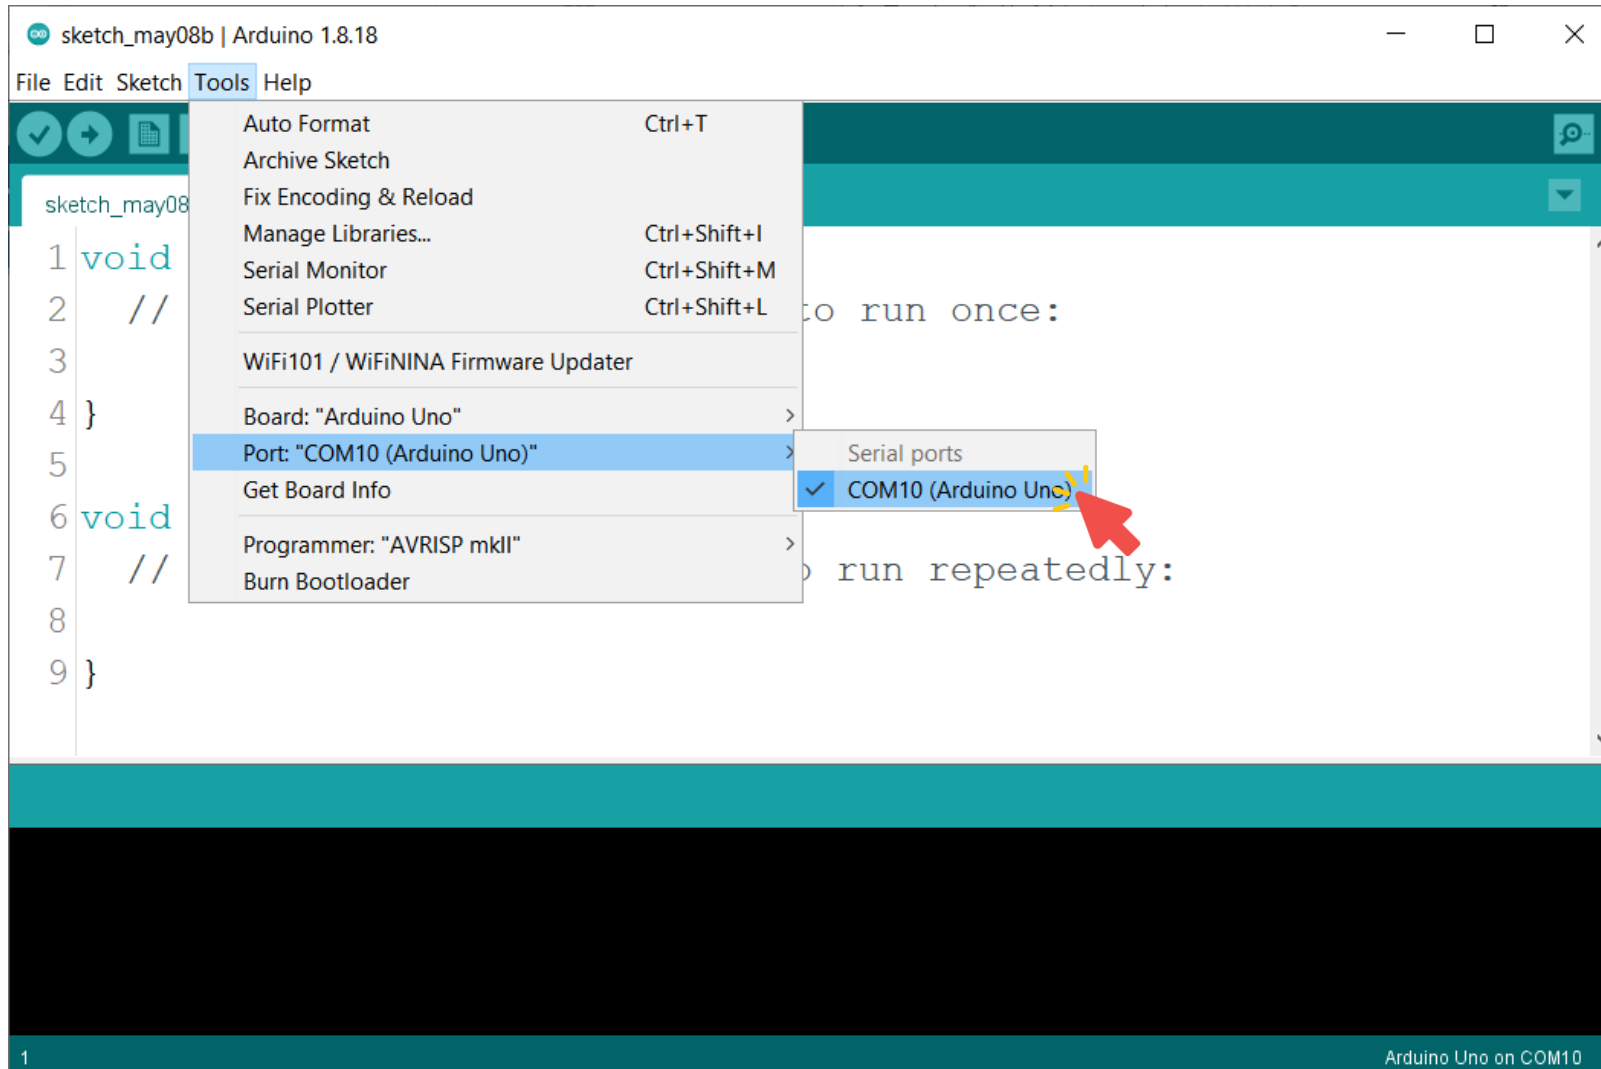 sketch_may08b | Arduino 1.8.18
File Edit Sketch Tools Help
Auto Format Ctrl+T
Archive Sketch
Fix Encoding & Reload
Manage Libraries... Ctrl+Shift+I
Serial Monitor Ctrl+Shift+M
Serial Plotter Ctrl+Shift+L
WiFi101 / WiFiNINA Firmware Updater
Board: "Arduino Uno"
Port: "COM10 (Arduino Uno)"
Get Board Info
Programmer: "AVRISP mkII"
Burn Bootloader
Serial ports
COM10 (Arduino Uno)
sketch_may08
1 void
2 // to run once:
3
4 }
5
6 void
7 // run repeatedly:
8
9 }
1 Arduino Uno on COM10